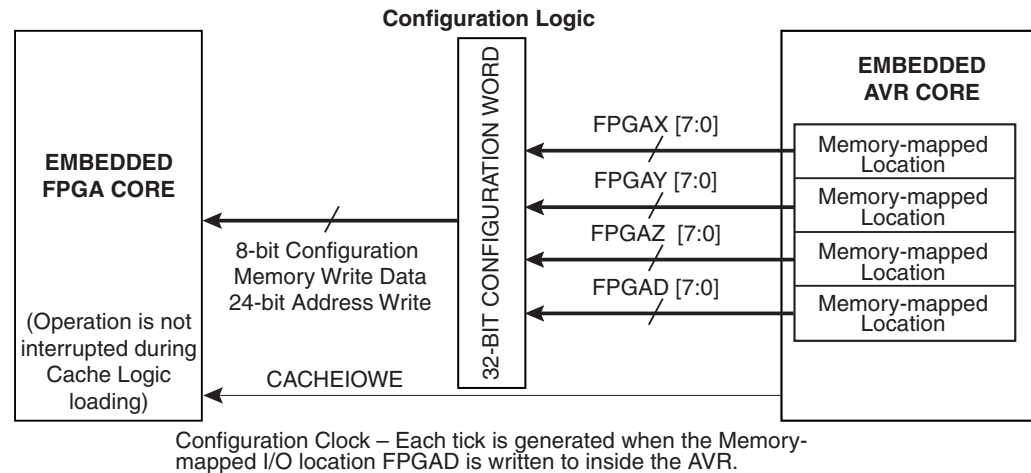 Configuration Logic
EMBEDDED
FPGA CORE
(Operation is not
interrupted during
Cache Logic
loading)
8-bit Configuration
Memory Write Data
24-bit Address Write
CACHEIOWE
32-BIT CONFIGURATION WORD
FPGAX [7:0]
FPGAY [7:0]
FPGAZ [7:0]
FPGAD [7:0]
EMBEDDED
AVR CORE
Memory-mapped
Location
Memory-mapped
Location
Memory-mapped
Location
Memory-mapped
Location
Configuration Clock – Each tick is generated when the Memory-
mapped I/O location FPGAD is written to inside the AVR.